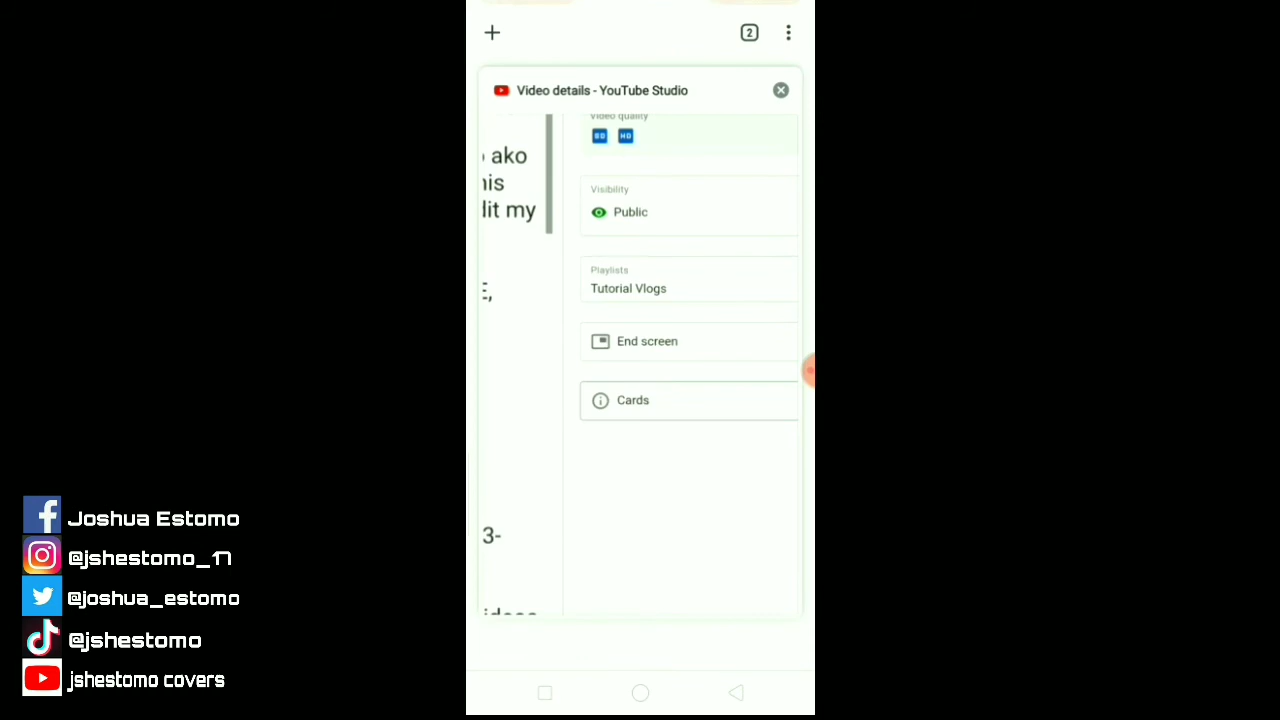 2
Video details - YouTube Studio
Video quality
SD HD
ako
his
dit my
Visibility
Public
E,
Playlists
Tutorial Vlogs
End screen
Cards
3-
Joshua Estomo
@jshestomo_17
@joshua_estomo
@jshestomo
jshestomo covers